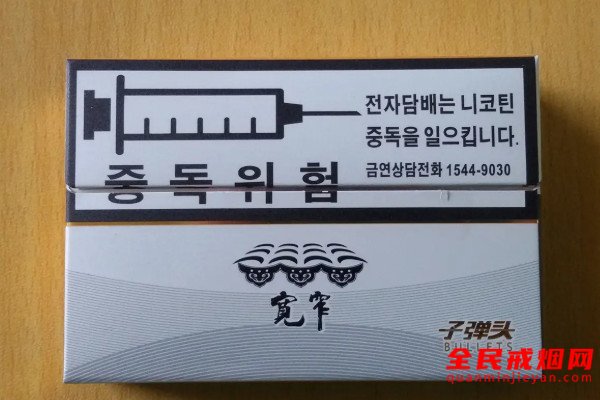 전자담배는 니코틴
중독을 일으킵니다.
금연상담전화 1544-9030
중독위험
宽窄
子弹头
BULLETS
全民戒烟网
quanminjieyan.com